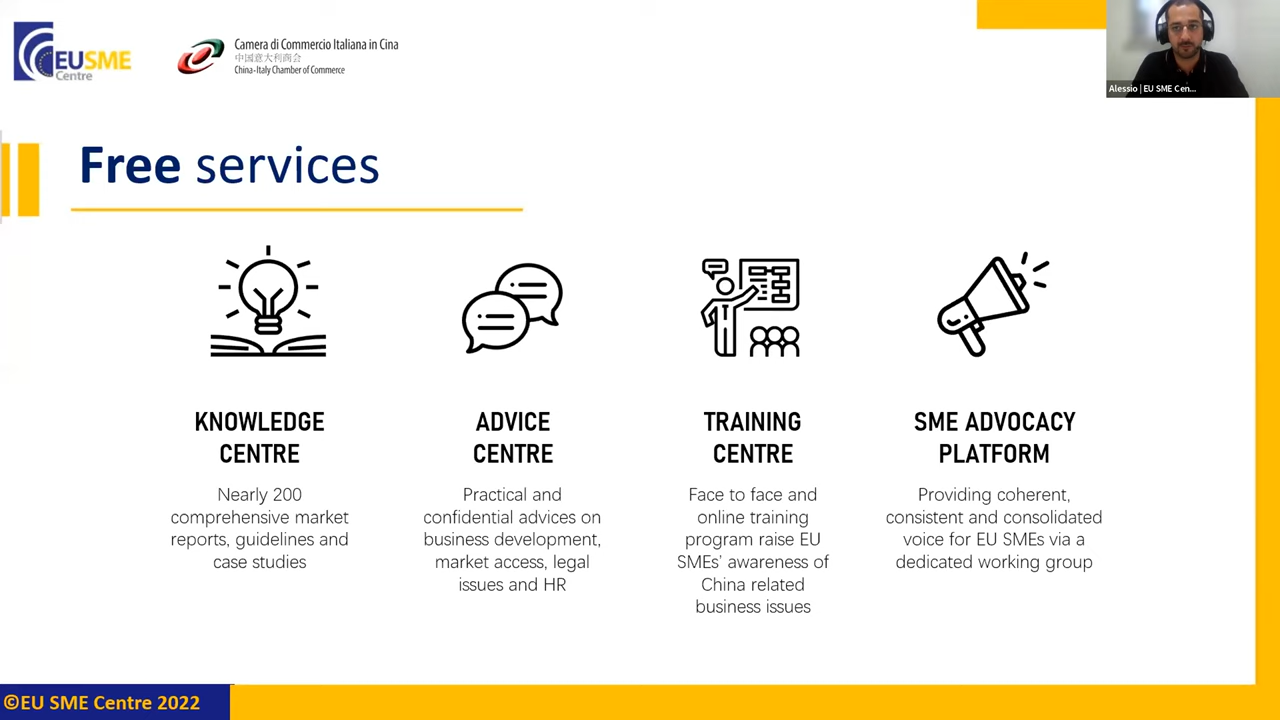 EUSME
Centre
Camera di Commercio Italiana in Cina
中国意大利商会
China-Italy Chamber of Commerce
Alessio | EU SME Cen...
Free services
KNOWLEDGE
CENTRE
Nearly 200
comprehensive market
reports, guidelines and
case studies
ADVICE
CENTRE
Practical and
confidential advices on
business development,
market access, legal
issues and HR
TRAINING
CENTRE
Face to face and
online training
program raise EU
SMEs’ awareness of
China related
business issues
SME ADVOCACY
PLATFORM
Providing coherent,
consistent and consolidated
voice for EU SMEs via a
dedicated working group
©EU SME Centre 2022